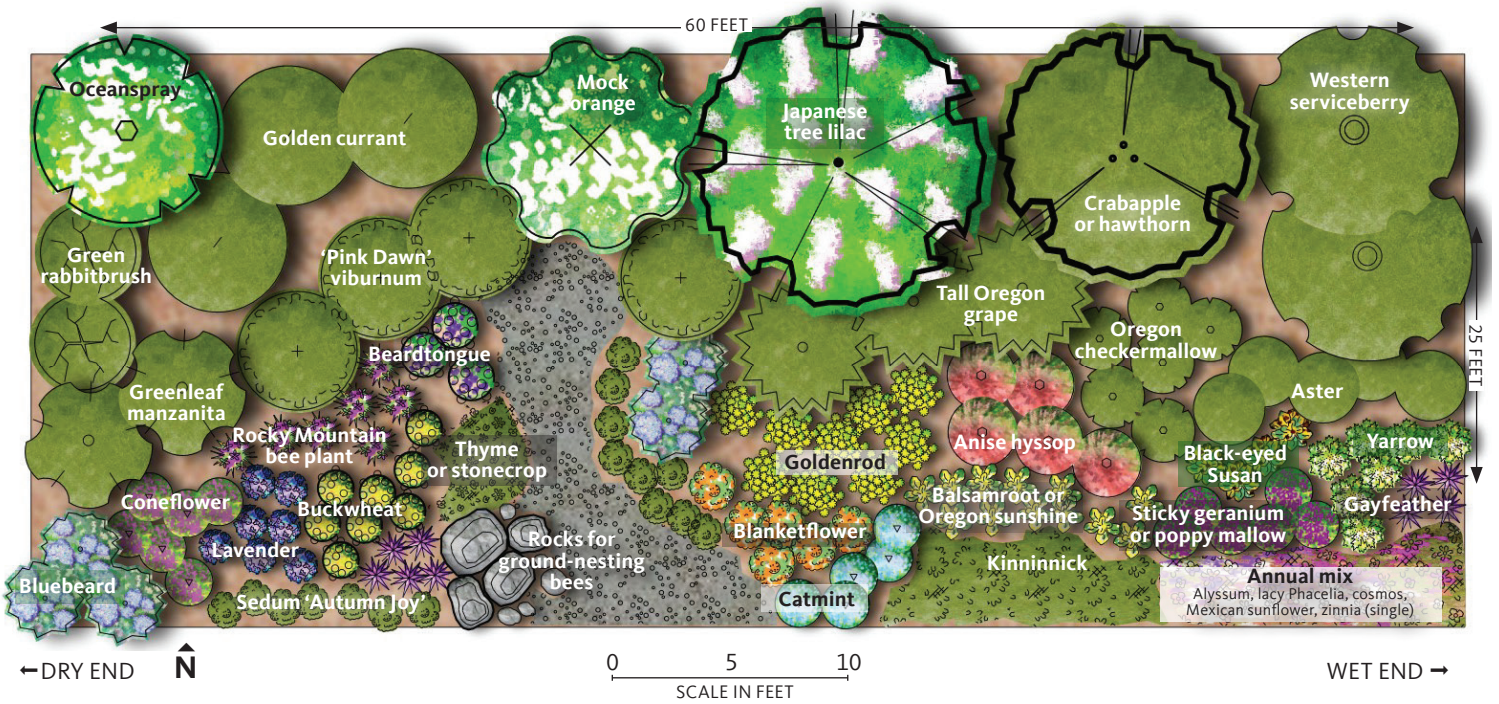 60 FEET
Oceanspray
Golden currant
Mock
orange
Japanese
tree lilac
Western
serviceberry
Crabapple
or hawthorn
Green
rabbitbrush
'Pink Dawn'
viburnum
Tall Oregon
grape
Oregon
checkermallow
25 FEET
Beardtongue
Greenleaf
manzanita
Aster
Rocky Mountain
bee plant
Thyme
or stonecrop
Goldenrod
Anise hyssop
Black-eyed
Susan
Yarrow
Coneflower
Buckwheat
Lavender
Rocks for
ground-nesting
bees
Blanketflower
Balsamroot or
Oregon sunshine
Sticky geranium
or poppy mallow
Gayfeather
Bluebeard
Sedum 'Autumn Joy'
Catmint
Kinninnick
Annual mix
Alyssum, lacy Phacelia, cosmos,
Mexican sunflower, zinnia (single)
←DRY END
N
0 5 10
SCALE IN FEET
WET END →